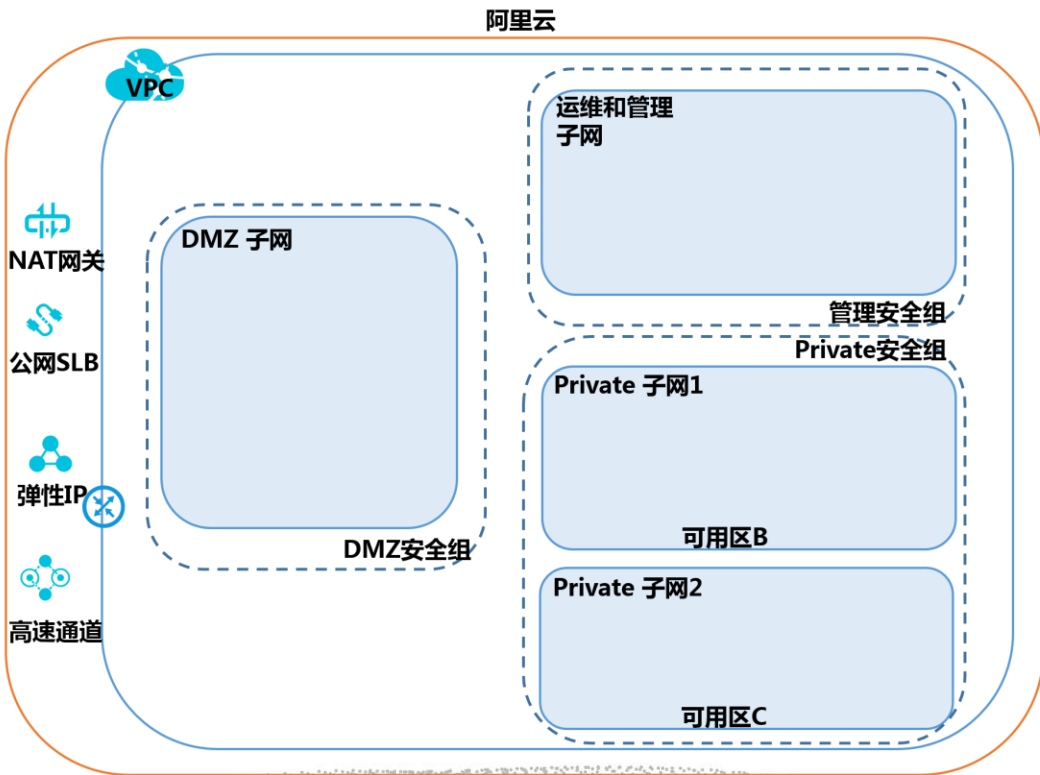 阿里云
VPC
运维和管理
子网
NAT网关
DMZ 子网
管理安全组
公网SLB
Private安全组
Private 子网1
弹性IP
可用区B
DMZ安全组
Private 子网2
高速通道
可用区C